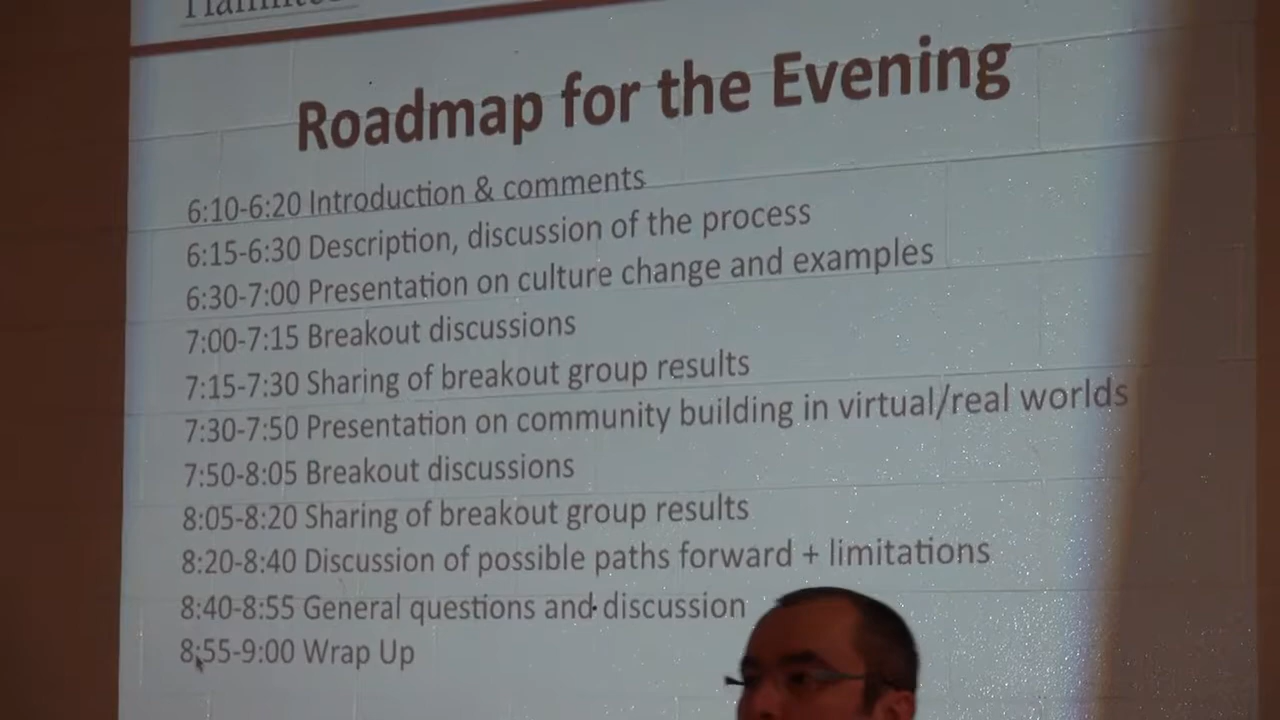 Roadmap for the Evening
6:10-6:20 Introduction & comments
6:15-6:30 Description, discussion of the process
6:30-7:00 Presentation on culture change and examples
7:00-7:15 Breakout discussions
7:15-7:30 Sharing of breakout group results
7:30-7:50 Presentation on community building in virtual/real worlds
7:50-8:05 Breakout discussions
8:05-8:20 Sharing of breakout group results
8:20-8:40 Discussion of possible paths forward + limitations
8:40-8:55 General questions and discussion
8:55-9:00 Wrap Up